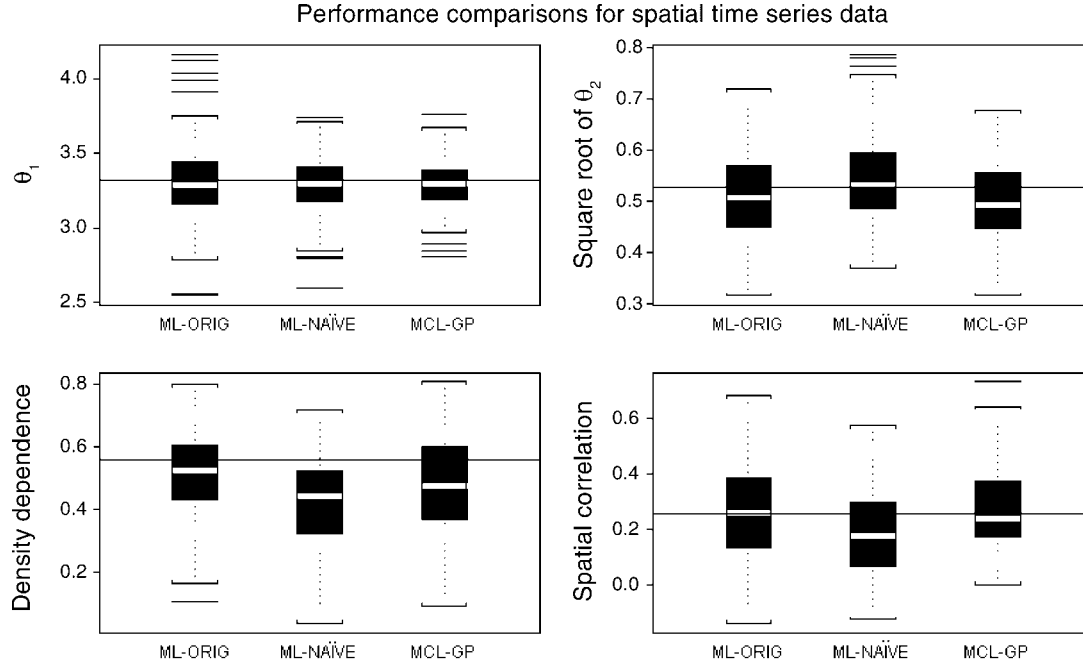 Performance comparisons for spatial time series data
θ1
4.0
3.5
3.0
2.5
ML-ORIG ML-NAÏVE MCL-GP
Square root of θ2
0.8
0.7
0.6
0.5
0.4
0.3
ML-ORIG ML-NAÏVE MCL-GP
Density dependence
0.8
0.6
0.4
0.2
ML-ORIG ML-NAÏVE MCL-GP
Spatial correlation
0.6
0.4
0.2
0.0
ML-ORIG ML-NAÏVE MCL-GP